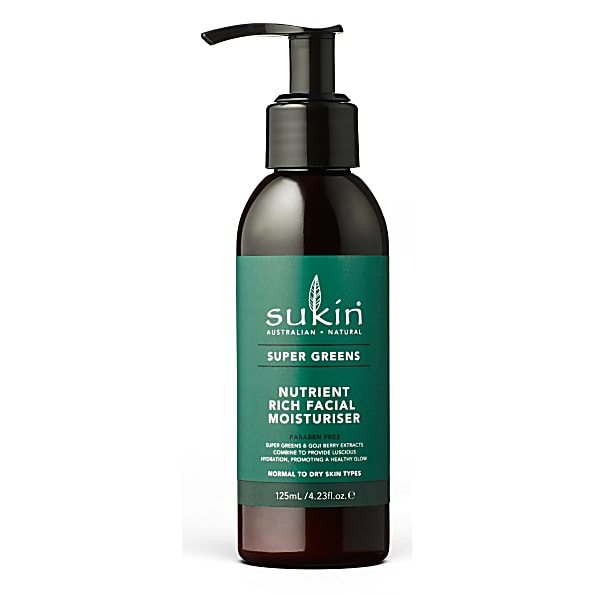 sukin
AUSTRALIAN + NATURAL
SUPER GREENS
NUTRIENT
RICH FACIAL
MOISTURISER
PARABEN FREE
SUPER GREENS & GOJI BERRY EXTRACTS
COMBINE TO PROVIDE LUSCIOUS
HYDRATION, PROMOTING A HEALTHY GLOW
NORMAL TO DRY SKIN TYPES
125mL/4.23fl.oz.℮